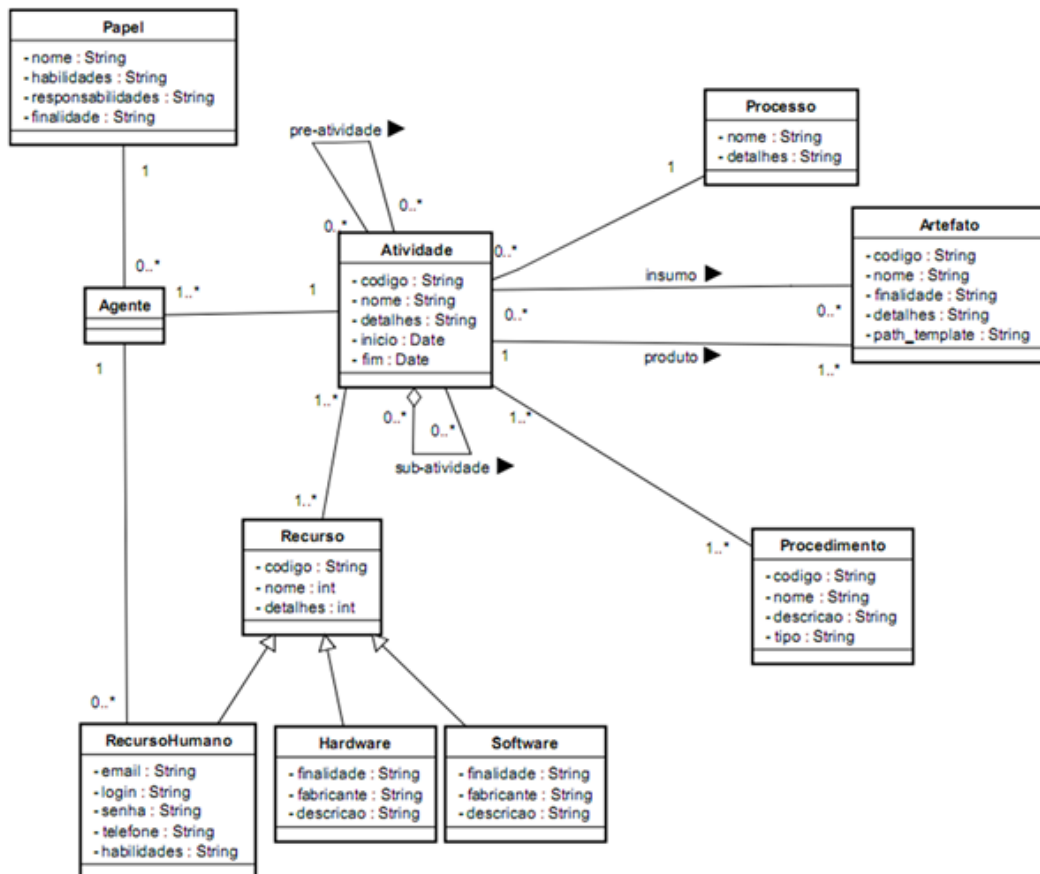 Papel
- nome : String
- habilidades : String
- responsabilidades : String
- finalidade : String
1
0..*
Agente
1..*
1
1
0..*
pre-atividade ▶
0..*
0..*
Atividade
- codigo : String
- nome : String
- detalhes : String
- inicio : Date
- fim : Date
Processo
- nome : String
- detalhes : String
1
0..*
Artefato
- codigo : String
- nome : String
- finalidade : String
- detalhes : String
- path_template : String
insumo ▶
0..*
0..*
produto ▶
1
1..*
0..*
0..*
sub-atividade ▶
1..*
1..*
1..*
1..*
Procedimento
- codigo : String
- nome : String
- descricao : String
- tipo : String
Recurso
- codigo : String
- nome : int
- detalhes : int
RecursoHumano
- email : String
- login : String
- senha : String
- telefone : String
- habilidades : String
Hardware
- finalidade : String
- fabricante : String
- descricao : String
Software
- finalidade : String
- fabricante : String
- descricao : String